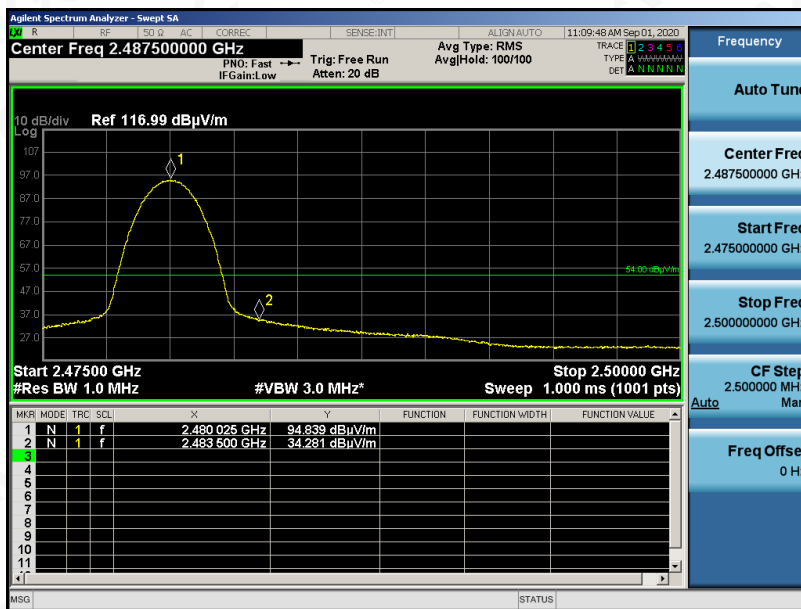 Agilent Spectrum Analyzer - Swept SA
LXI R RF 50 Ω AC CORREC SENSE:INT ALIGN AUTO 11:09:48 AM Sep 01, 2020
Center Freq 2.487500000 GHz
PNO: Fast
IFGain:Low
Trig: Free Run
Atten: 20 dB
Avg Type: RMS
Avg|Hold: 100/100
TRACE 1 2 3 4 5 6
TYPE A WWWWW
DET A N N N N N
10 dB/div Ref 116.99 dBµV/m
Log
107
97.0
87.0
77.0
67.0
57.0
47.0
37.0
27.0
1
2
54.00 dBµV/m
Start 2.47500 GHz Stop 2.50000 GHz
#Res BW 1.0 MHz #VBW 3.0 MHz* Sweep 1.000 ms (1001 pts)
MKR MODE TRC SCL X Y FUNCTION FUNCTION WIDTH FUNCTION VALUE
1 N 1 f 2.480 025 GHz 94.839 dBµV/m
2 N 1 f 2.483 500 GHz 34.281 dBµV/m
3
4
5
6
7
8
9
10
11
MSG STATUS
Frequency
Auto Tune
Center Freq
2.487500000 GH
Start Freq
2.475000000 GH
Stop Freq
2.500000000 GH
CF Step
2.500000 MH
Auto Mar
Freq Offse
0 H